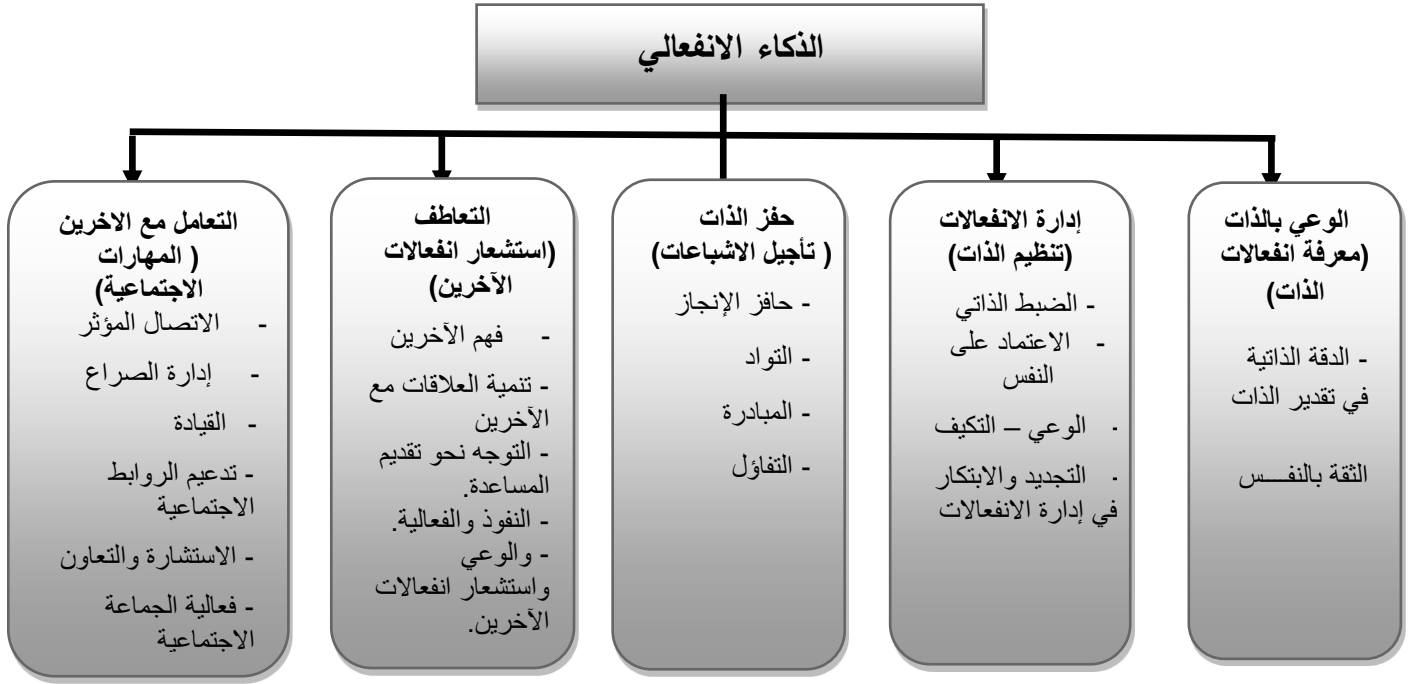 الذكاء الانفعالي
الوعي بالذات
(معرفة انفعالات
الذات)
- الدقة الذاتية
في تقدير الذات
الثقة بالنفــــس
إدارة الانفعالات
(تنظيم الذات)
- الضبط الذاتي
- الاعتماد على
النفس
- الوعي – التكيف
- التجديد والابتكار
في إدارة الانفعالات
حفز الذات
( تأجيل الاشباعات)
- حافز الإنجاز
- التواد
- المبادرة
- التفاؤل
التعاطف
(استشعار انفعالات
الآخرين)
- فهم الآخرين
- تنمية العلاقات مع
الآخرين
- التوجه نحو تقديم
المساعدة.
- النفوذ والفعالية.
- والوعي
واستشعار انفعالات
الآخرين.
التعامل مع الاخرين
( المهارات
الاجتماعية)
- الاتصال المؤثر
- إدارة الصراع
- القيادة
- تدعيم الروابط
الاجتماعية
- الاستشارة والتعاون
- فعالية الجماعة
الاجتماعية